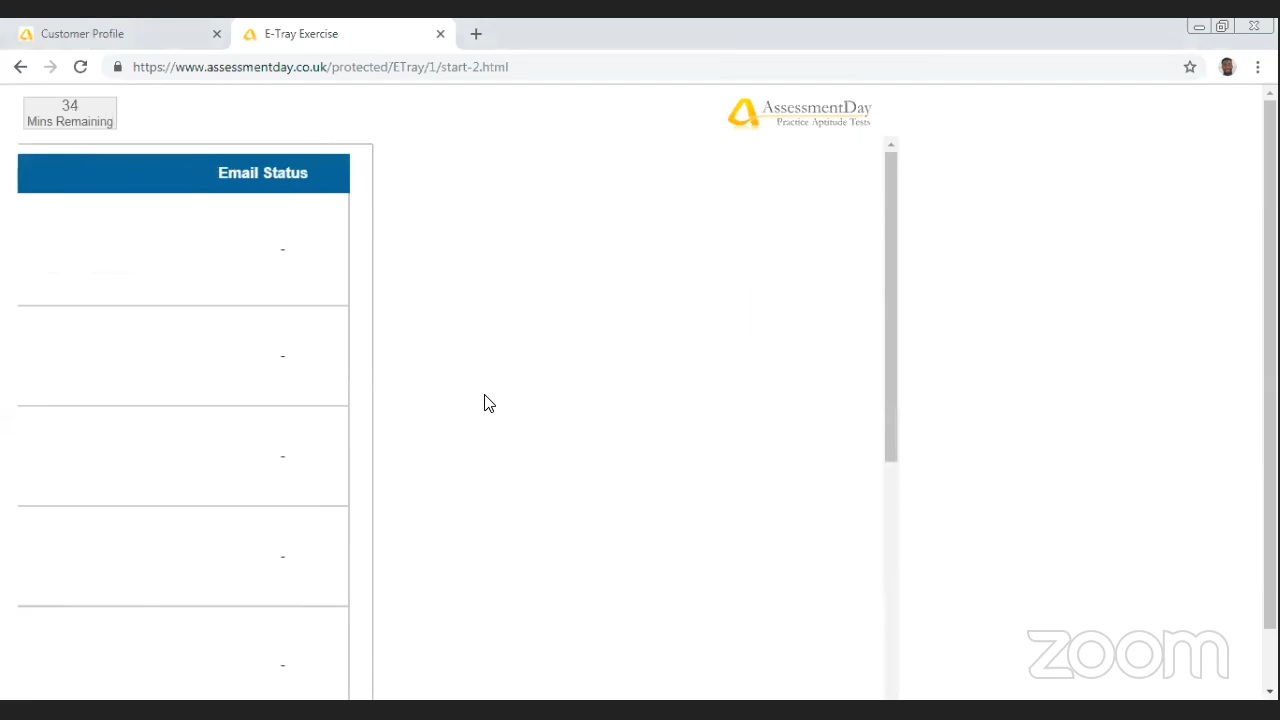 Customer Profile
E-Tray Exercise
https://www.assessmentday.co.uk/protected/ETray/1/start-2.html
34
Mins Remaining
AssessmentDay
Practice Aptitude Tests
Email Status
-
-
-
-
-
zoom